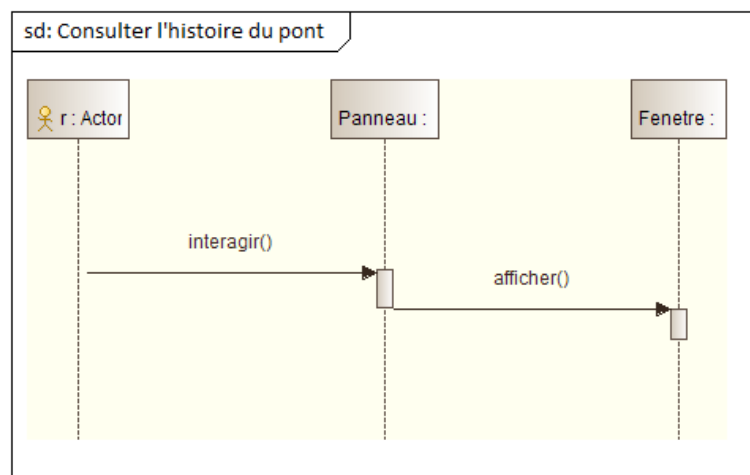 sd: Consulter l'histoire du pont
r : Actor
Panneau :
Fenetre :
interagir()
afficher()